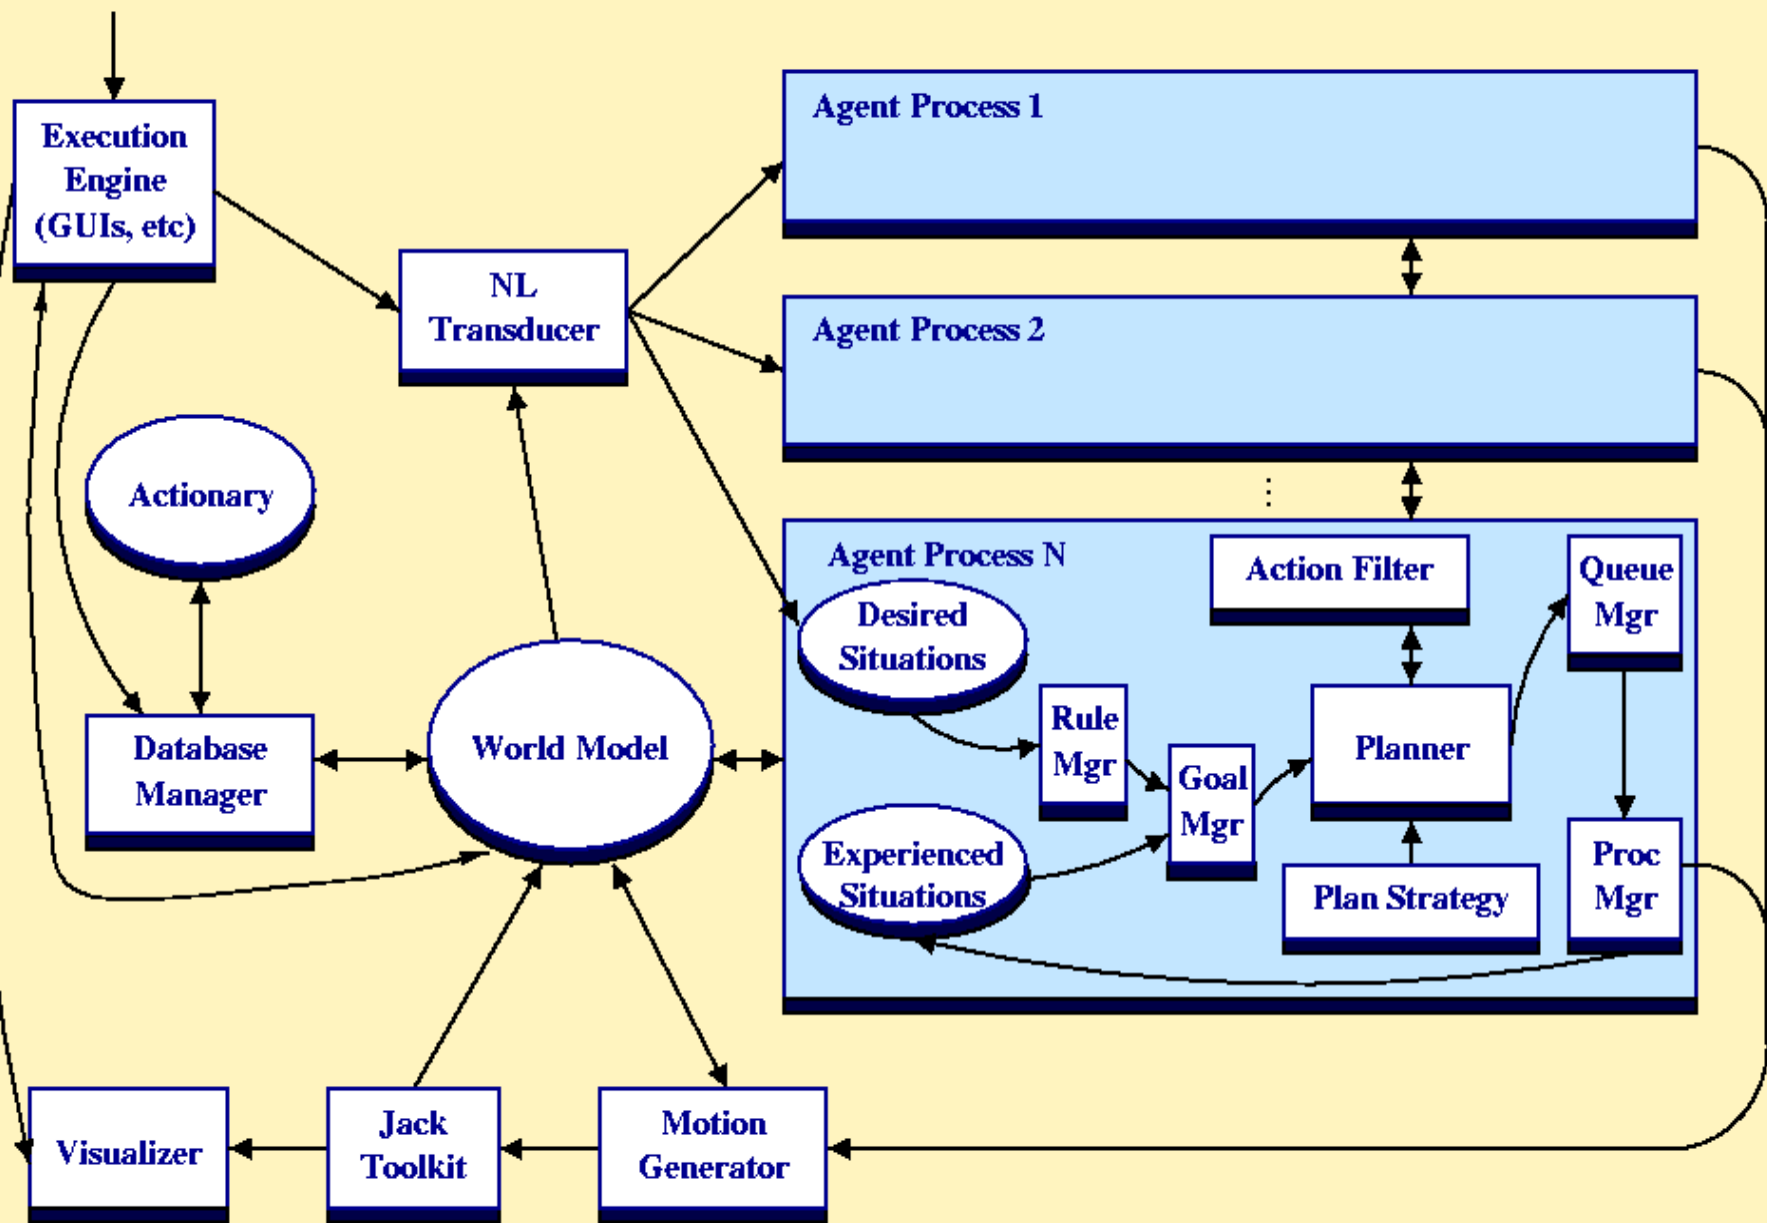 Execution
Engine
(GUIs, etc)
NL
Transducer
Agent Process 1
Agent Process 2
Actionary
Database
Manager
World Model
Agent Process N
Desired
Situations
Action Filter
Queue
Mgr
Rule
Mgr
Goal
Mgr
Planner
Experienced
Situations
Plan Strategy
Proc
Mgr
Visualizer
Jack
Toolkit
Motion
Generator